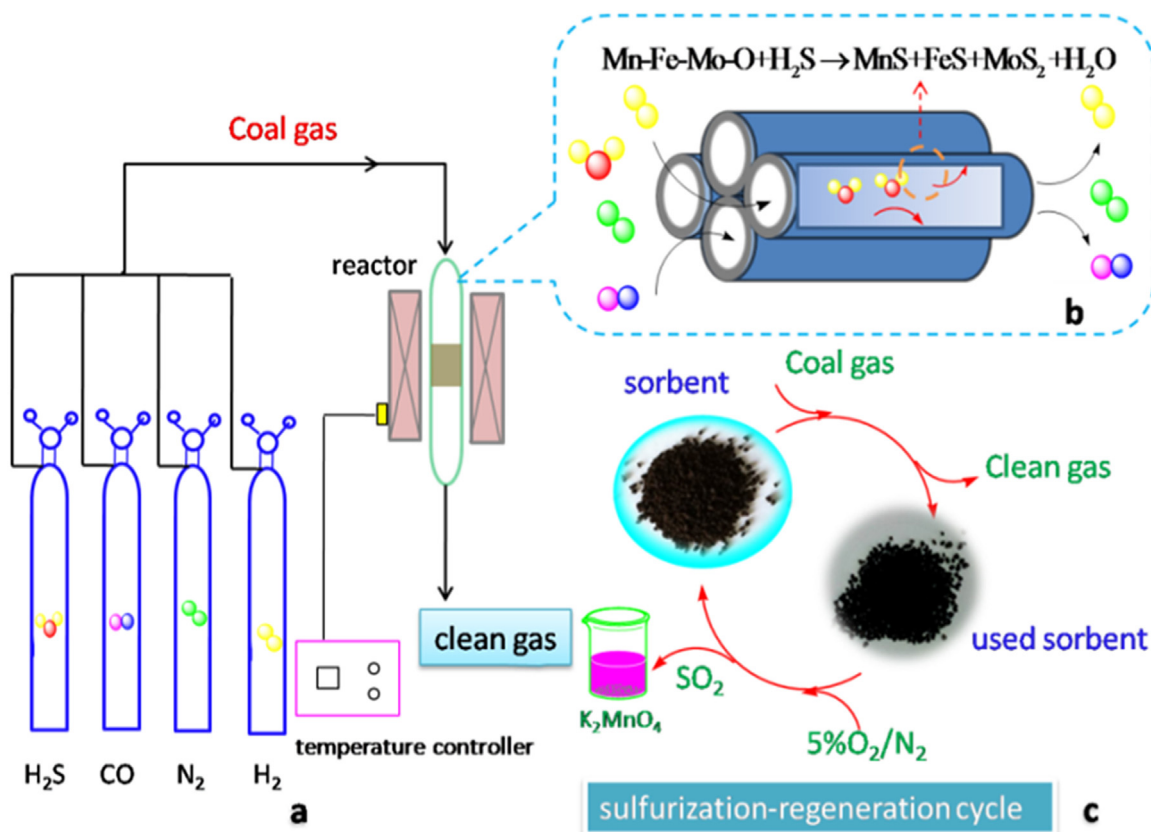 Mn-Fe-Mo-O+H₂S→MnS+FeS+MoS₂+H₂O
Coal gas
reactor
b
Coal gas
sorbent
Clean gas
used sorbent
clean gas
SO₂
K₂MnO₄
5%O₂/N₂
temperature controller
H₂S CO N₂ H₂
a
sulfurization-regeneration cycle
c